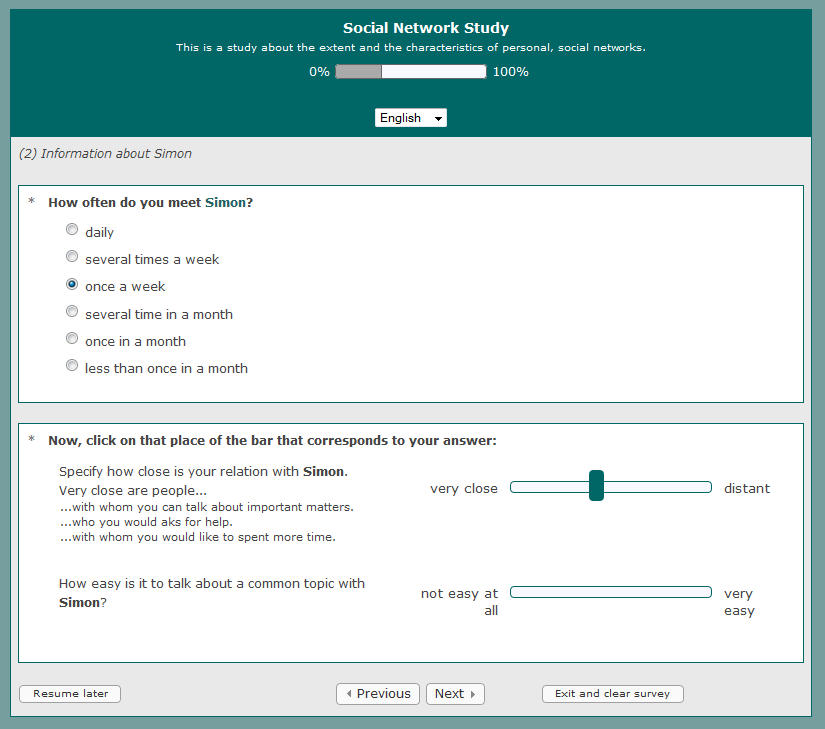 Social Network Study
This is a study about the extent and the characteristics of personal, social networks.
0% 100%
English
(2) Information about Simon
* How often do you meet Simon?
daily
several times a week
once a week
several time in a month
once in a month
less than once in a month
* Now, click on that place of the bar that corresponds to your answer:
Specify how close is your relation with Simon.
Very close are people...
...with whom you can talk about important matters.
...who you would aks for help.
...with whom you would like to spent more time.
very close distant
How easy is it to talk about a common topic with
Simon?
not easy at
all
very
easy
Resume later Previous Next Exit and clear survey